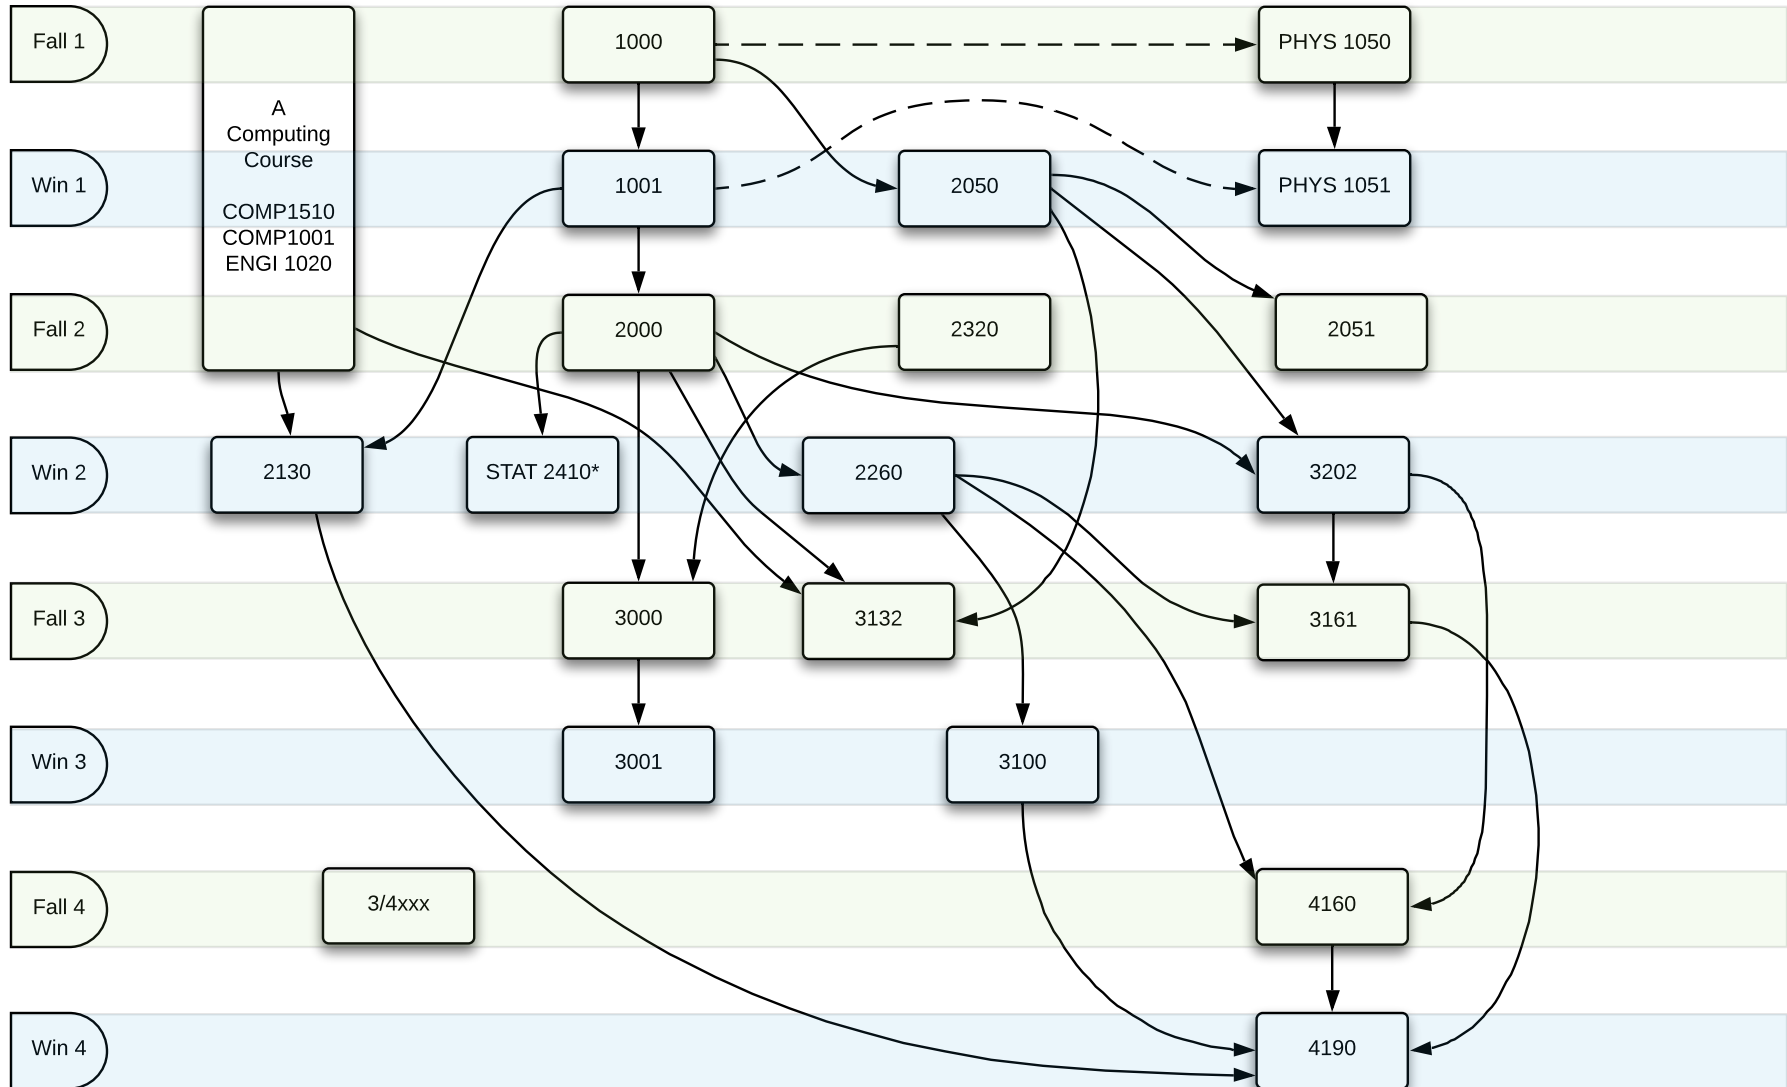 Fall 1
1000
PHYS 1050
A
Computing
Course
COMP1510
COMP1001
ENGI 1020
Win 1
1001
2050
PHYS 1051
Fall 2
2000
2320
2051
Win 2
2130
STAT 2410*
2260
3202
Fall 3
3000
3132
3161
Win 3
3001
3100
Fall 4
3/4xxx
4160
Win 4
4190